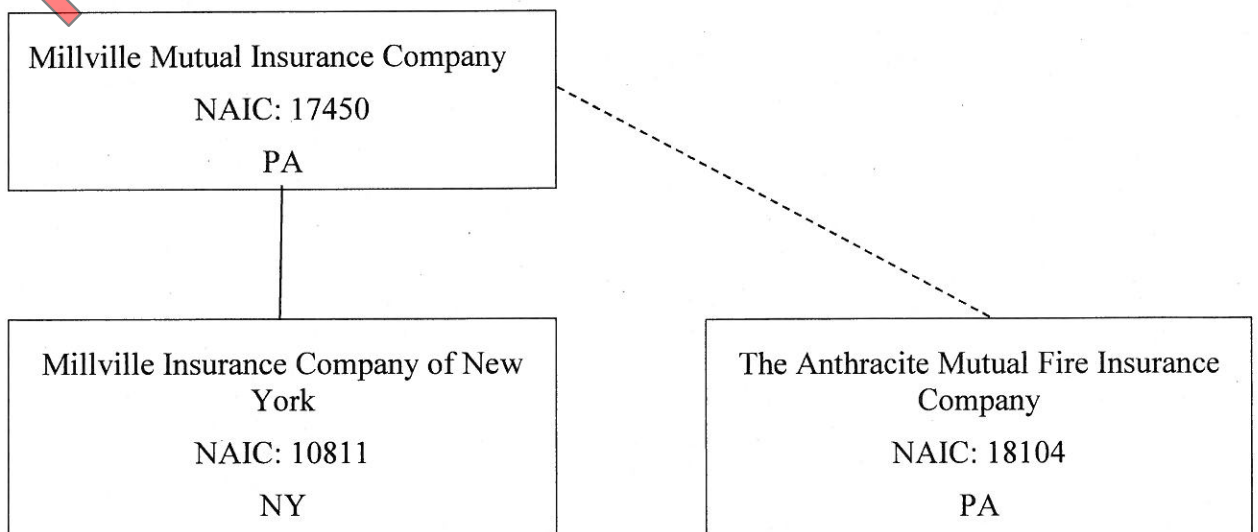 Millville Mutual Insurance Company
NAIC: 17450
PA
Millville Insurance Company of New
York
NAIC: 10811
NY
The Anthracite Mutual Fire Insurance
Company
NAIC: 18104
PA